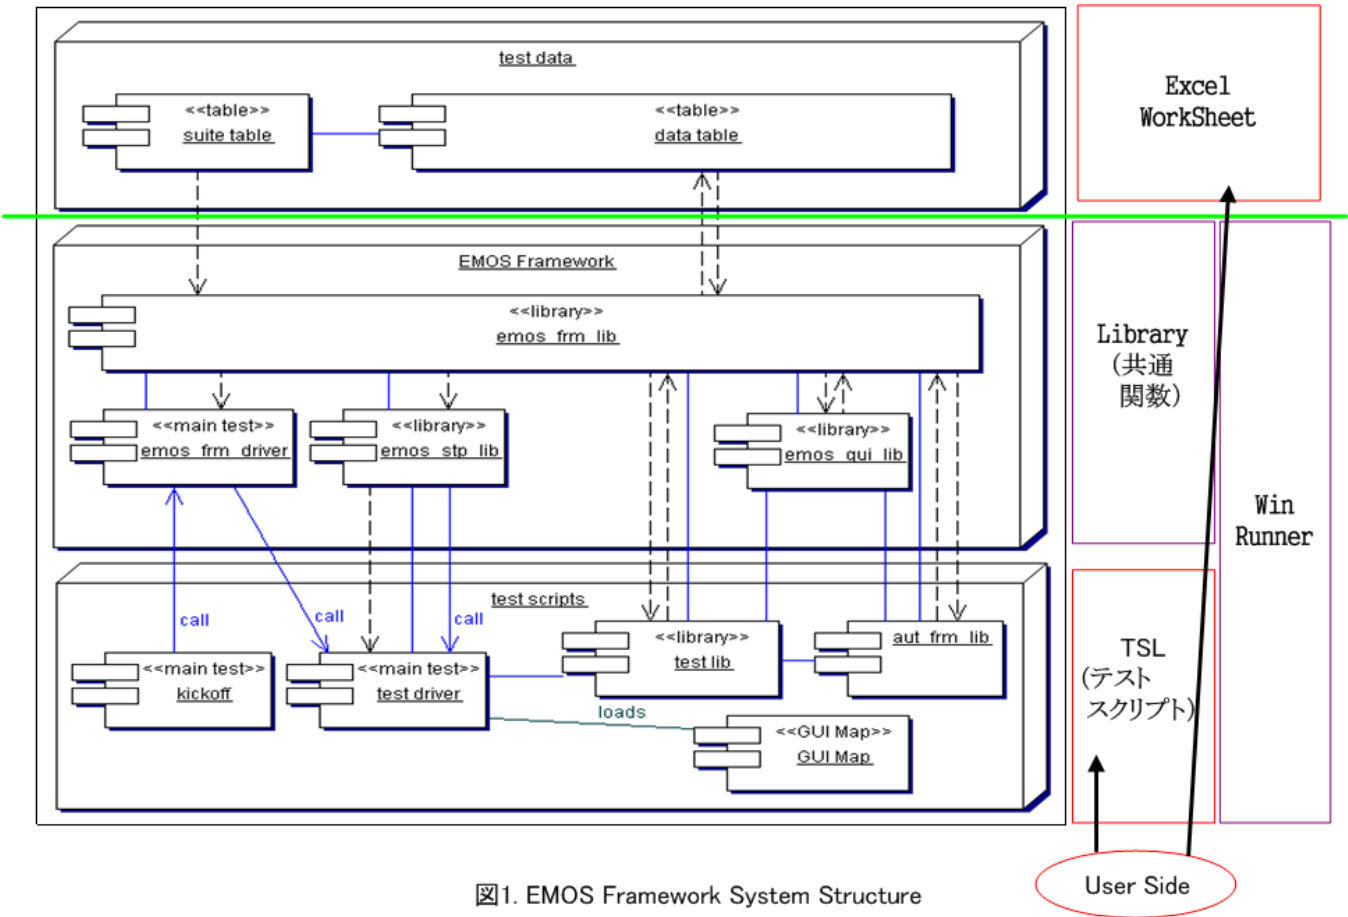 test data
<<table>>
suite table
<<table>>
data table
Excel
WorkSheet
EMOS Framework
<<library>>
emos_frm_lib
<<main test>>
emos_frm_driver
<<library>>
emos_stp_lib
<<library>>
emos_gui_lib
Library
(共通
関数)
Win
Runner
test scripts
call
call
call
<<main test>>
kickoff
<<main test>>
test driver
<<library>>
test lib
aut_frm_lib
loads
<<GUI Map>>
GUI Map
TSL
(テスト
スクリプト)
User Side
図1. EMOS Framework System Structure